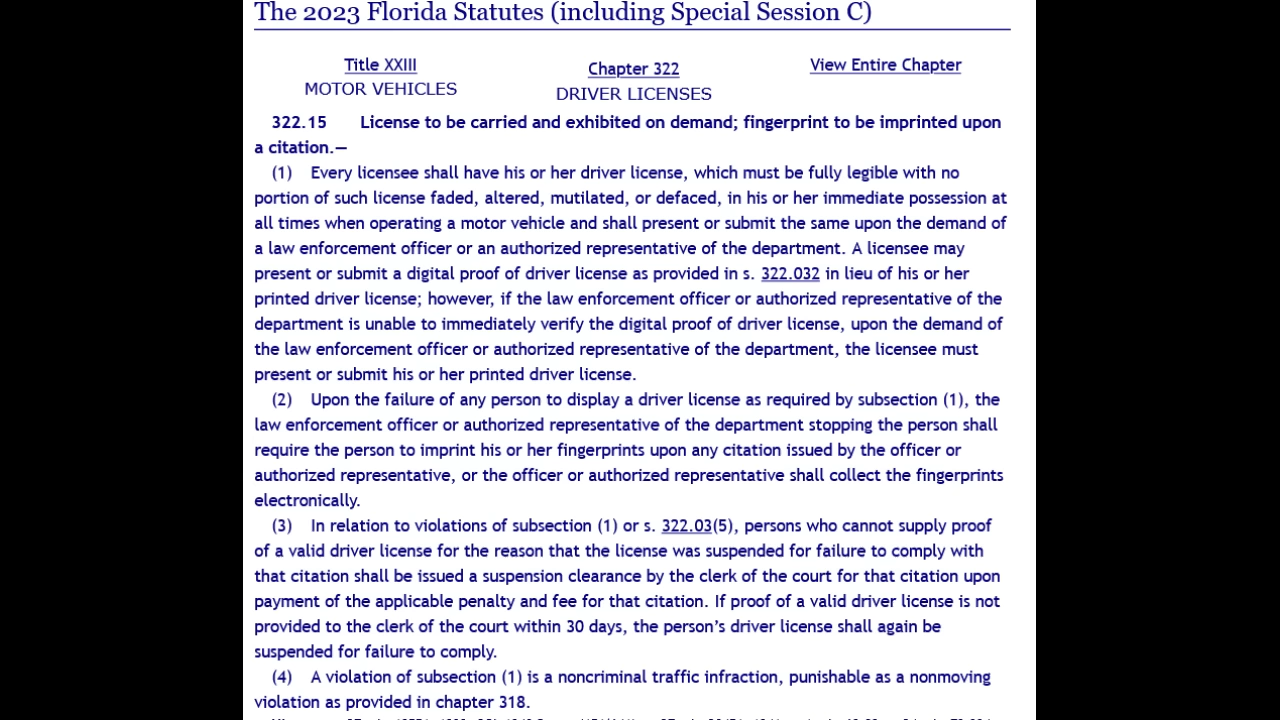 The 2023 Florida Statutes (including Special Session C)
Title XXIII
Chapter 322
View Entire Chapter
MOTOR VEHICLES
DRIVER LICENSES
322.15 License to be carried and exhibited on demand; fingerprint to be imprinted upon
a citation.—
(1) Every licensee shall have his or her driver license, which must be fully legible with no
portion of such license faded, altered, mutilated, or defaced, in his or her immediate possession at
all times when operating a motor vehicle and shall present or submit the same upon the demand of
a law enforcement officer or an authorized representative of the department. A licensee may
present or submit a digital proof of driver license as provided in s. 322.032 in lieu of his or her
printed driver license; however, if the law enforcement officer or authorized representative of the
department is unable to immediately verify the digital proof of driver license, upon the demand of
the law enforcement officer or authorized representative of the department, the licensee must
present or submit his or her printed driver license.
(2) Upon the failure of any person to display a driver license as required by subsection (1), the
law enforcement officer or authorized representative of the department stopping the person shall
require the person to imprint his or her fingerprints upon any citation issued by the officer or
authorized representative, or the officer or authorized representative shall collect the fingerprints
electronically.
(3) In relation to violations of subsection (1) or s. 322.03(5), persons who cannot supply proof
of a valid driver license for the reason that the license was suspended for failure to comply with
that citation shall be issued a suspension clearance by the clerk of the court for that citation upon
payment of the applicable penalty and fee for that citation. If proof of a valid driver license is not
provided to the clerk of the court within 30 days, the person's driver license shall again be
suspended for failure to comply.
(4) A violation of subsection (1) is a noncriminal traffic infraction, punishable as a nonmoving
violation as provided in chapter 318.